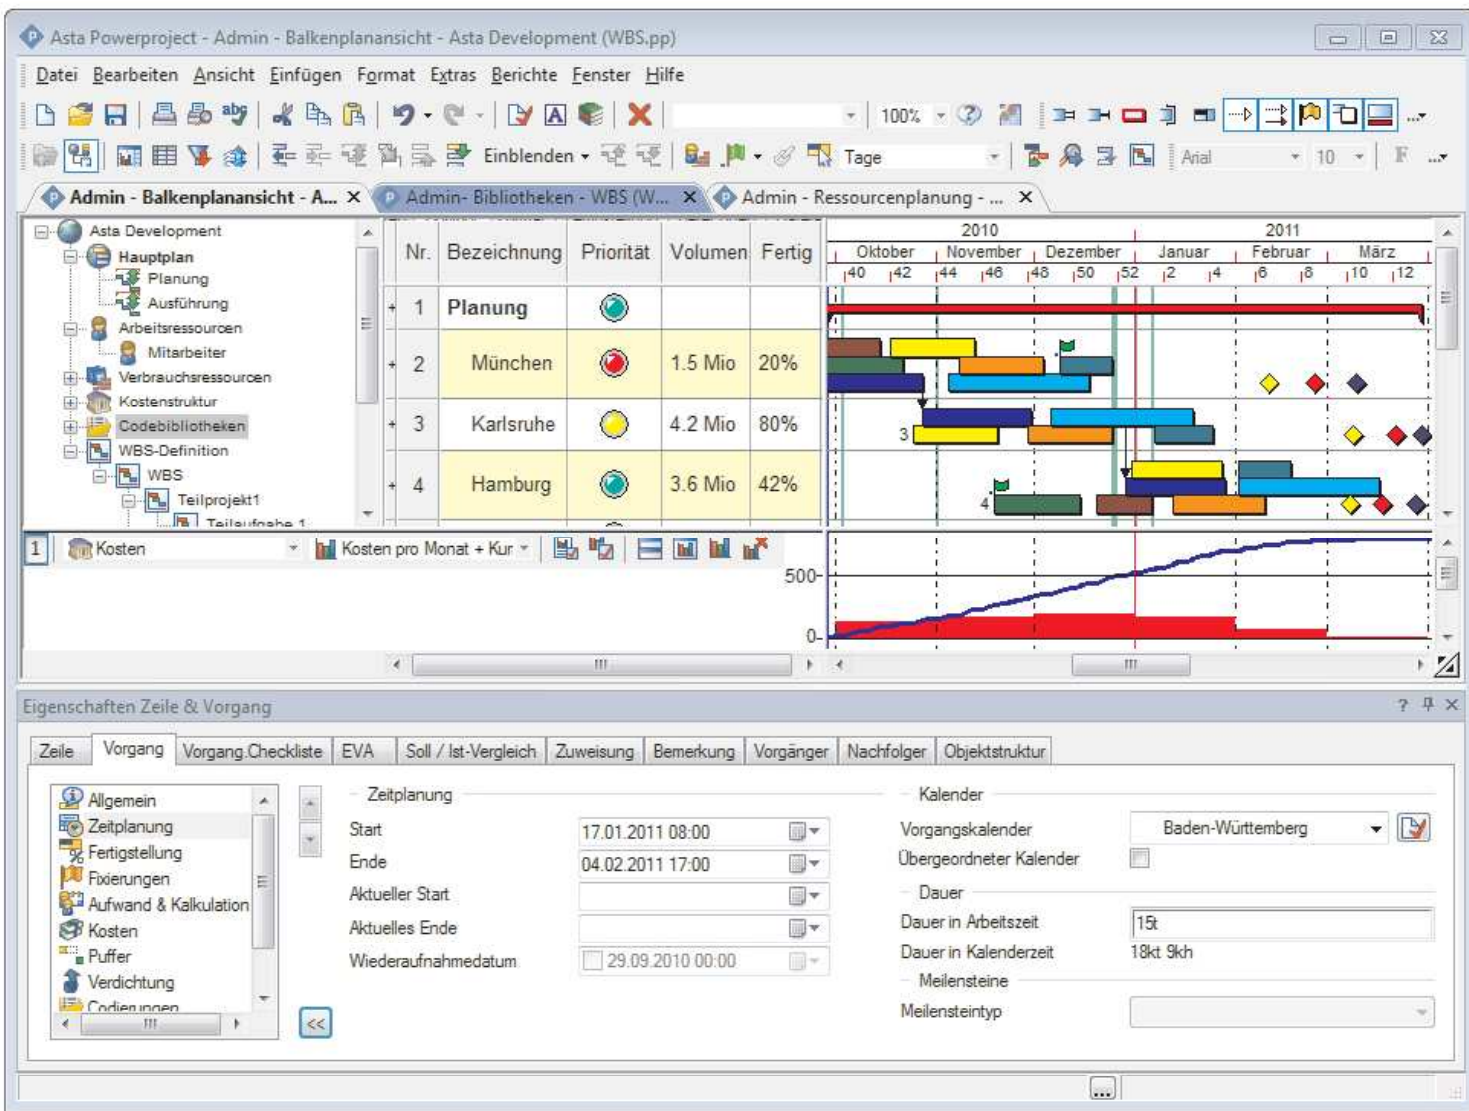 Asta Powerproject - Admin - Balkenplanansicht - Asta Development (WBS.pp)
Datei Bearbeiten Ansicht Einfügen Format Extras Berichte Fenster Hilfe
abg 100%
Einblenden Tage Arial 10 F
Admin - Balkenplanansicht - A... Admin- Bibliotheken - WBS (W... Admin - Ressourcenplanung - ...
Asta Development
Hauptplan
Planung
Ausführung
Arbeitsressourcen
Mitarbeiter
Verbrauchsressourcen
Kostenstruktur
Codebibliotheken
WBS-Definition
WBS
Teilprojekt1
Teilaufgabe 1
Nr. Bezeichnung Priorität Volumen Fertig
1 Planung
2 München 1.5 Mio 20%
3 Karlsruhe 4.2 Mio 80%
4 Hamburg 3.6 Mio 42%
2010 2011
Oktober November Dezember Januar Februar März
40 42 44 46 48 50 52 2 4 6 8 10 12
3
4
1 Kosten Kosten pro Monat + Kur
500
0
Eigenschaften Zeile & Vorgang
Zeile Vorgang Vorgang.Checkliste EVA Soll / Ist-Vergleich Zuweisung Bemerkung Vorgänger Nachfolger Objektstruktur
Allgemein
Zeitplanung
Fertigstellung
Fixierungen
Aufwand & Kalkulation
Kosten
Puffer
Verdichtung
Codierungen
<<
Zeitplanung
Start 17.01.2011 08:00
Ende 04.02.2011 17:00
Aktueller Start
Aktuelles Ende
Wiederaufnahmedatum 29.09.2010 00:00
Kalender
Vorgangskalender Baden-Württemberg
Übergeordneter Kalender
Dauer
Dauer in Arbeitszeit 15t
Dauer in Kalenderzeit 18kt 9kh
Meilensteine
Meilensteintyp
...